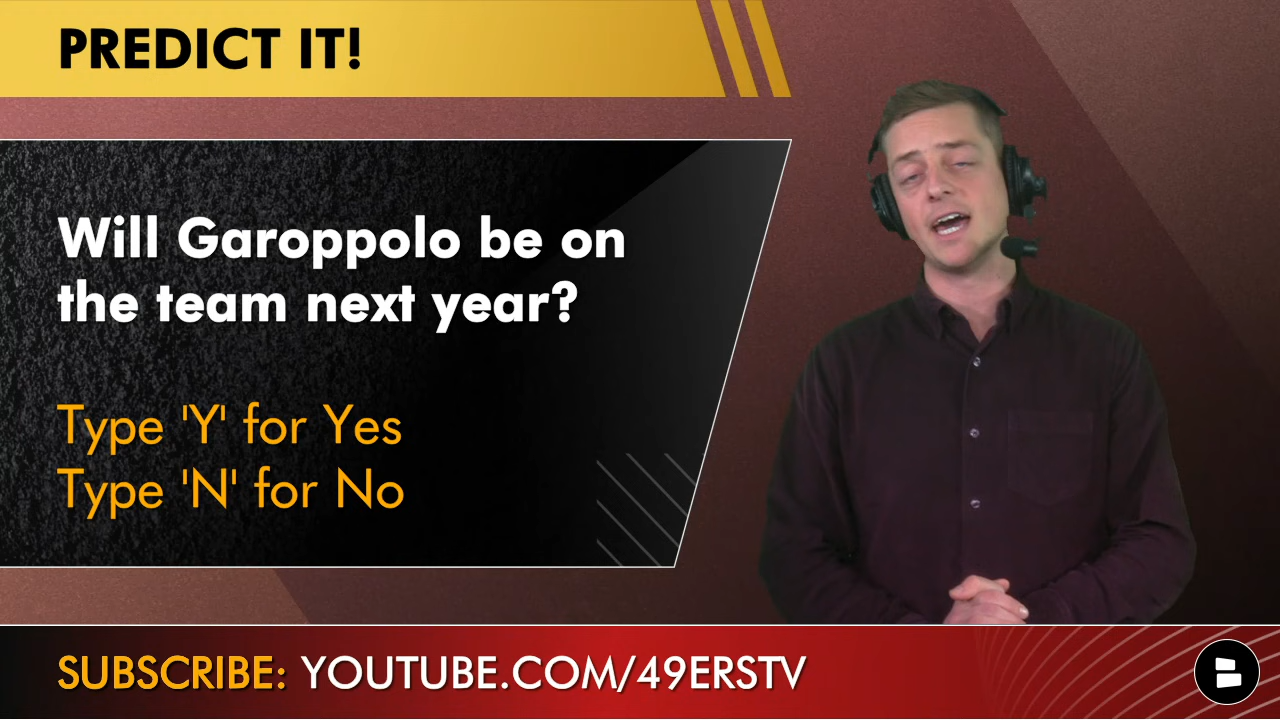 PREDICT IT!
Will Garoppolo be on
the team next year?
Type 'Y' for Yes
Type 'N' for No
SUBSCRIBE: YOUTUBE.COM/49ERSTV